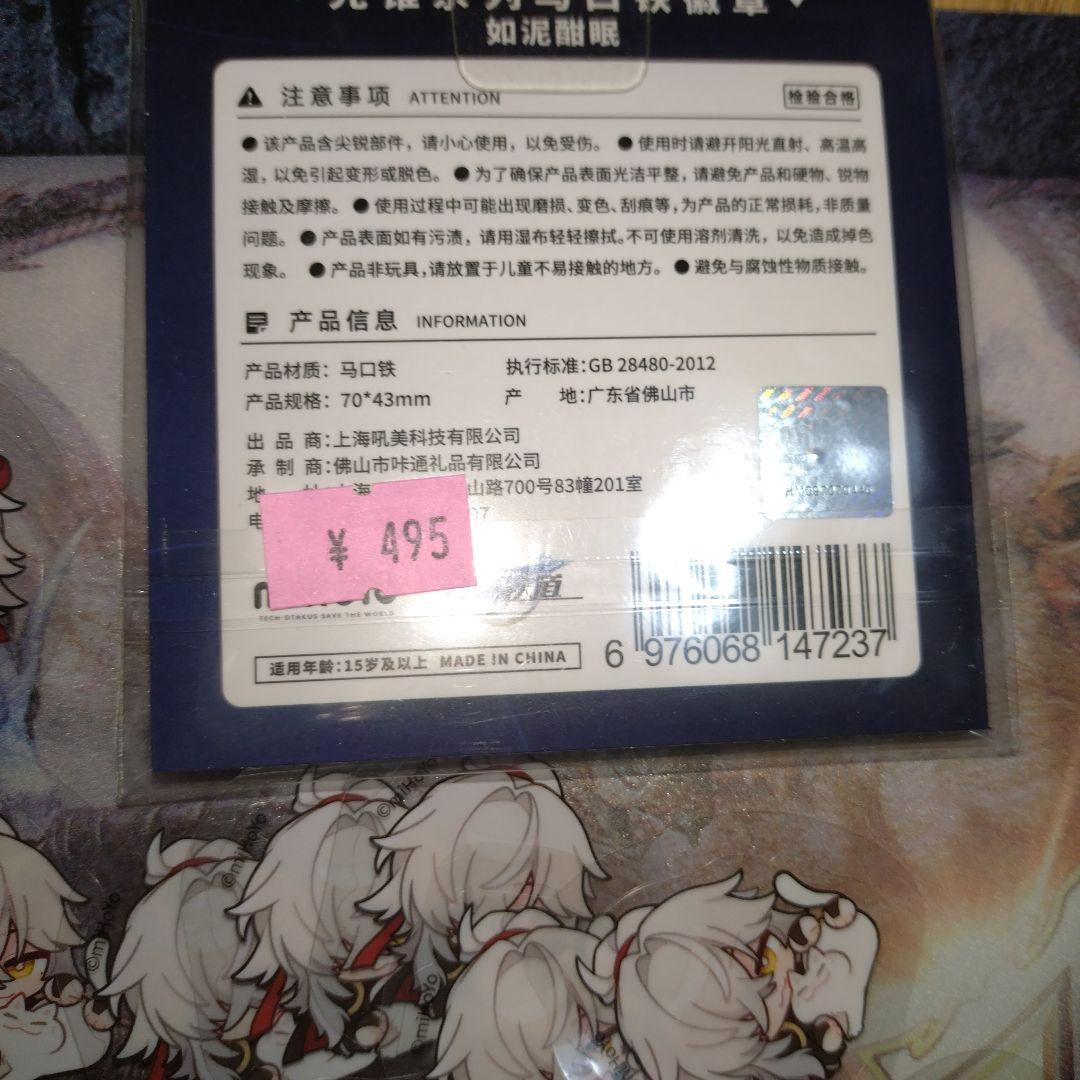 如泥酣眠
注意事项 ATTENTION
检验合格
● 该产品含尖锐部件，请小心使用，以免受伤。 ● 使用时请避开阳光直射、高温高
湿，以免引起变形或脱色。 ● 为了确保产品表面光洁平整，请避免产品和硬物、锐物
接触及摩擦。 ● 使用过程中可能出现磨损、变色、刮痕等，为产品的正常损耗，非质量
问题。 ● 产品表面如有污渍，请用湿布轻轻擦拭。不可使用溶剂清洗，以免造成掉色
现象。 ● 产品非玩具，请放置于儿童不易接触的地方。 ● 避免与腐蚀性物质接触。
产品信息 INFORMATION
产品材质：马口铁
执行标准：GB 28480-2012
产品规格：70*43mm
产 地：广东省佛山市
出 品 商：上海吼美科技有限公司
承 制 商：佛山市咔通礼品有限公司
山路700号83幢201室
¥ 495
TECH OTAKUS SAVE THE WORLD
适用年龄：15岁及以上 MADE IN CHINA
6 976068 147237
©miHoYo
©miHoYo
©miHoYo
©miHoYo